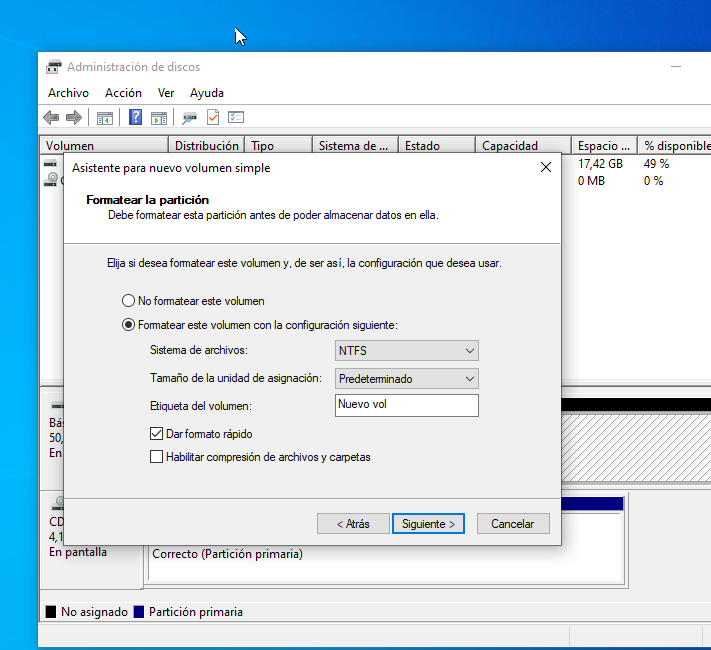 Administración de discos
Archivo Acción Ver Ayuda
Volumen Distribución Tipo Sistema de ... Estado Capacidad Espacio ... % disponible
17,42 GB 49 %
0 MB 0 %
Asistente para nuevo volumen simple
Formatear la partición
Debe formatear esta partición antes de poder almacenar datos en ella.
Elija si desea formatear este volumen y, de ser así, la configuración que desea usar.
No formatear este volumen
Formatear este volumen con la configuración siguiente:
Sistema de archivos: NTFS
Tamaño de la unidad de asignación: Predeterminado
Etiqueta del volumen: Nuevo vol
Dar formato rápido
Habilitar compresión de archivos y carpetas
< Atrás Siguiente > Cancelar
Bás
50,
En
CD
4,1
En pantalla
Correcto (Partición primaria)
No asignado Partición primaria